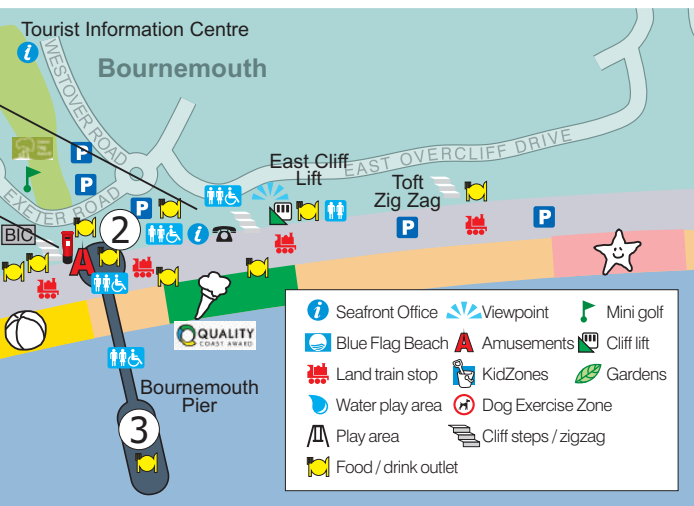 Tourist Information Centre
i
Bournemouth
WESTOVER ROAD
P
P
EXETER ROAD
East Cliff
Lift
EAST OVERCLIFF DRIVE
Toft
Zig Zag
P
P
P
BIC
2
i
A
QUALITY
COAST AWARD
Bournemouth
Pier
3
i Seafront Office
Viewpoint
Mini golf
Blue Flag Beach
A Amusements
Cliff lift
Land train stop
KidZones
Gardens
Water play area
Dog Exercise Zone
Play area
Cliff steps / zigzag
Food / drink outlet